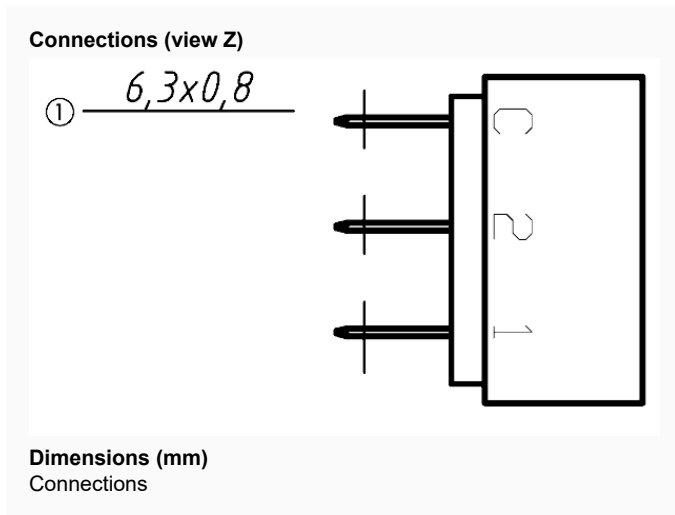 Connections (view Z)
① 6,3x0,8
C
2
1
Dimensions (mm)
Connections